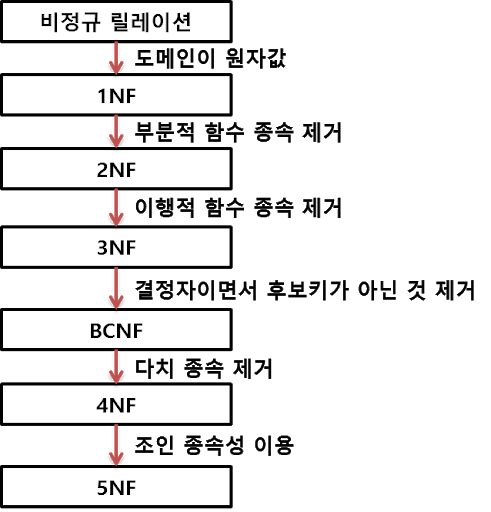 비정규 릴레이션
도메인이 원자값
1NF
부분적 함수 종속 제거
2NF
이행적 함수 종속 제거
3NF
결정자이면서 후보키가 아닌 것 제거
BCNF
다치 종속 제거
4NF
조인 종속성 이용
5NF